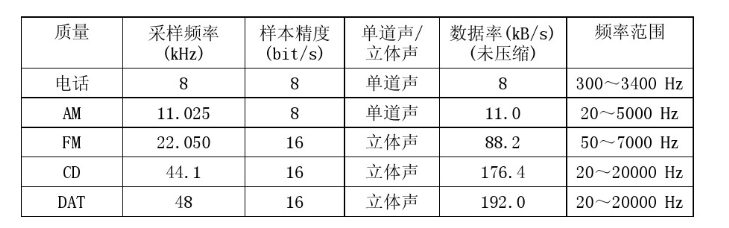 质量 采样频率 样本精度 单道声/ 数据率(kB/s) 频率范围
(kHz) (bit/s) 立体声 (未压缩)
电话 8 8 单道声 8 300～3400 Hz
AM 11.025 8 单道声 11.0 20～5000 Hz
FM 22.050 16 立体声 88.2 50～7000 Hz
CD 44.1 16 立体声 176.4 20～20000 Hz
DAT 48 16 立体声 192.0 20～20000 Hz